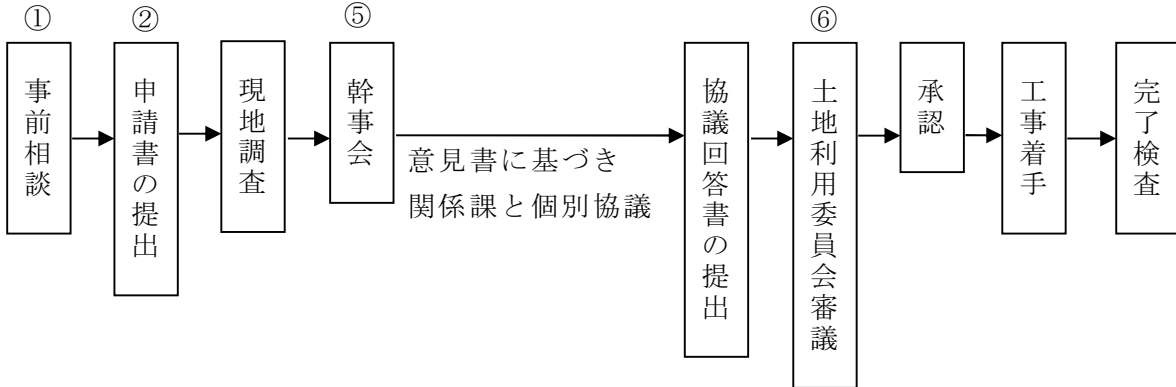 ①
事前相談
②
申請書の提出
現地調査
⑤
幹事会
意見書に基づき
関係課と個別協議
協議回答書の提出
⑥
土地利用委員会審議
承認
工事着手
完了検査